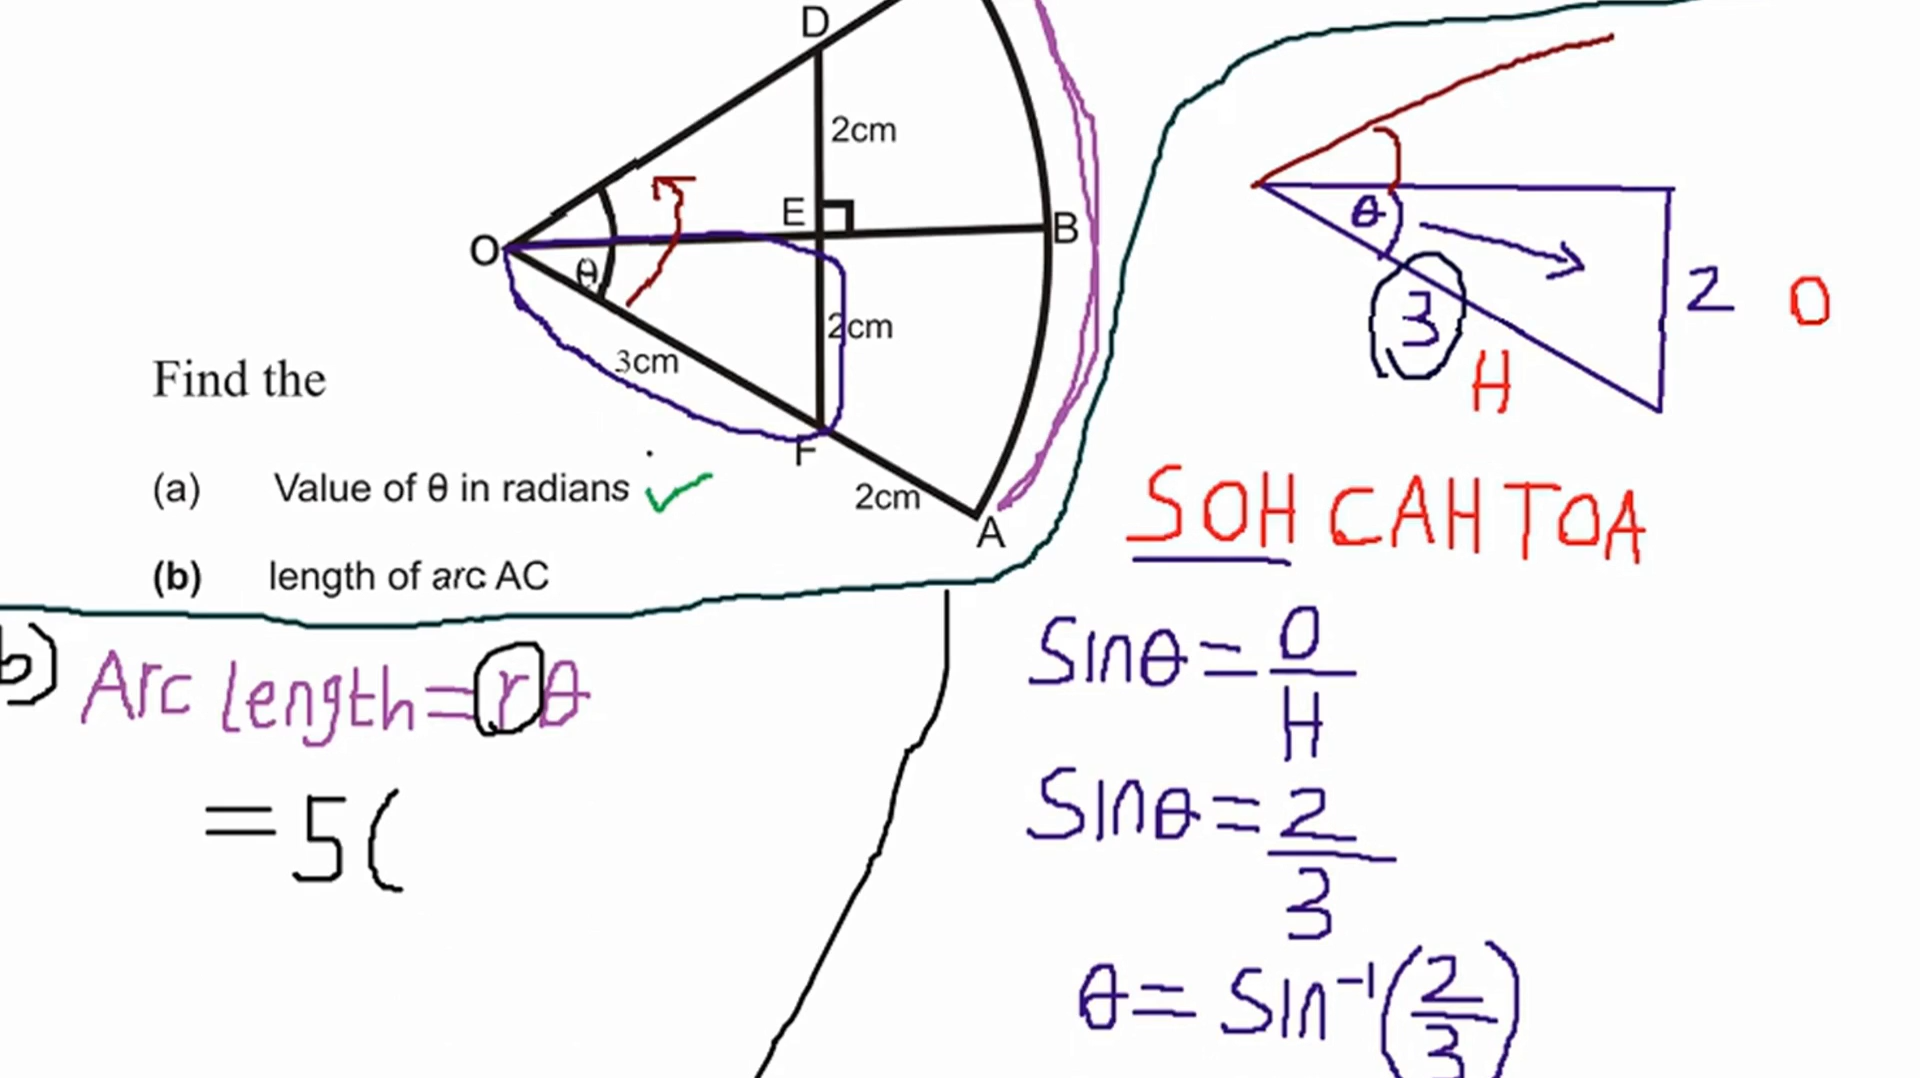 D
2cm
E
B
O
θ
2cm
3cm
F
2cm
A
Find the
(a) Value of θ in radians
(b) length of arc AC
θ
3
H
2
O
SOH CAH TOA
b) Arc length = rθ
= 5(
Sinθ = O/H
Sinθ = 2/3
θ = Sin⁻¹(2/3)